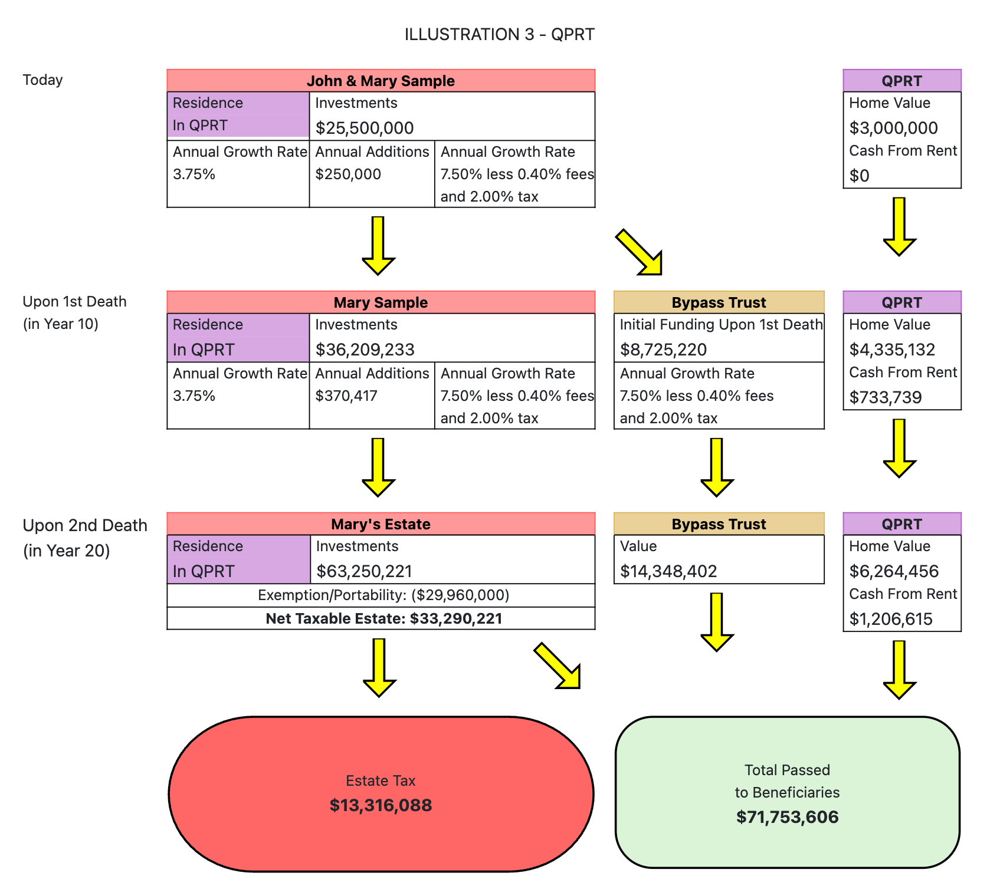 ILLUSTRATION 3 - QPRT
Today
John & Mary Sample
Residence
In QPRT
Investments
$25,500,000
Annual Growth Rate
3.75%
Annual Additions
$250,000
Annual Growth Rate
7.50% less 0.40% fees
and 2.00% tax
QPRT
Home Value
$3,000,000
Cash From Rent
$0
Upon 1st Death
(in Year 10)
Mary Sample
Residence
In QPRT
Investments
$36,209,233
Annual Growth Rate
3.75%
Annual Additions
$370,417
Annual Growth Rate
7.50% less 0.40% fees
and 2.00% tax
Bypass Trust
Initial Funding Upon 1st Death
$8,725,220
Annual Growth Rate
7.50% less 0.40% fees
and 2.00% tax
QPRT
Home Value
$4,335,132
Cash From Rent
$733,739
Upon 2nd Death
(in Year 20)
Mary's Estate
Residence
In QPRT
Investments
$63,250,221
Exemption/Portability: ($29,960,000)
Net Taxable Estate: $33,290,221
Bypass Trust
Value
$14,348,402
QPRT
Home Value
$6,264,456
Cash From Rent
$1,206,615
Estate Tax
$13,316,088
Total Passed
to Beneficiaries
$71,753,606